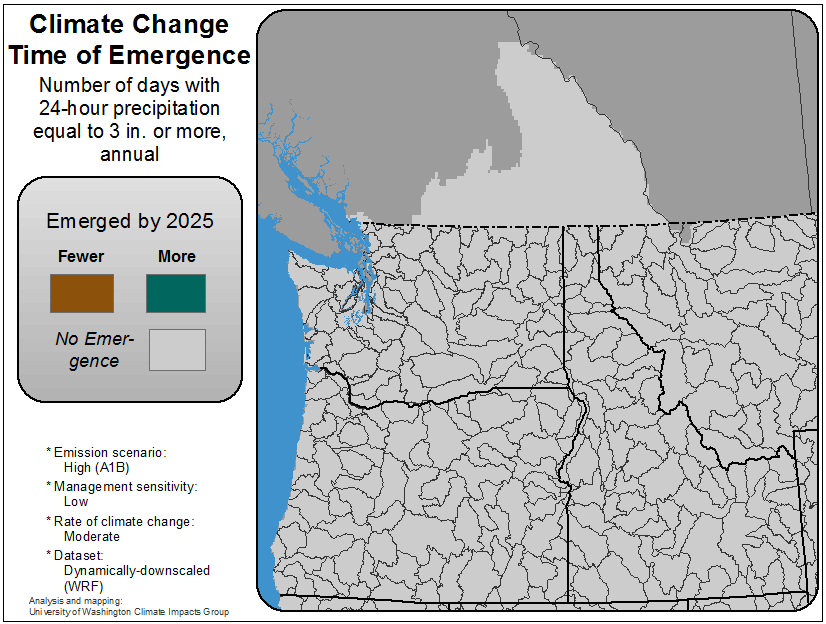 Climate Change
Time of Emergence
Number of days with
24-hour precipitation
equal to 3 in. or more,
annual
Emerged by 2025
Fewer More
No Emer-
gence
* Emission scenario:
High (A1B)
* Management sensitivity:
Low
* Rate of climate change:
Moderate
* Dataset:
Dynamically-downscaled
(WRF)
Analysis and mapping:
University of Washington Climate Impacts Group